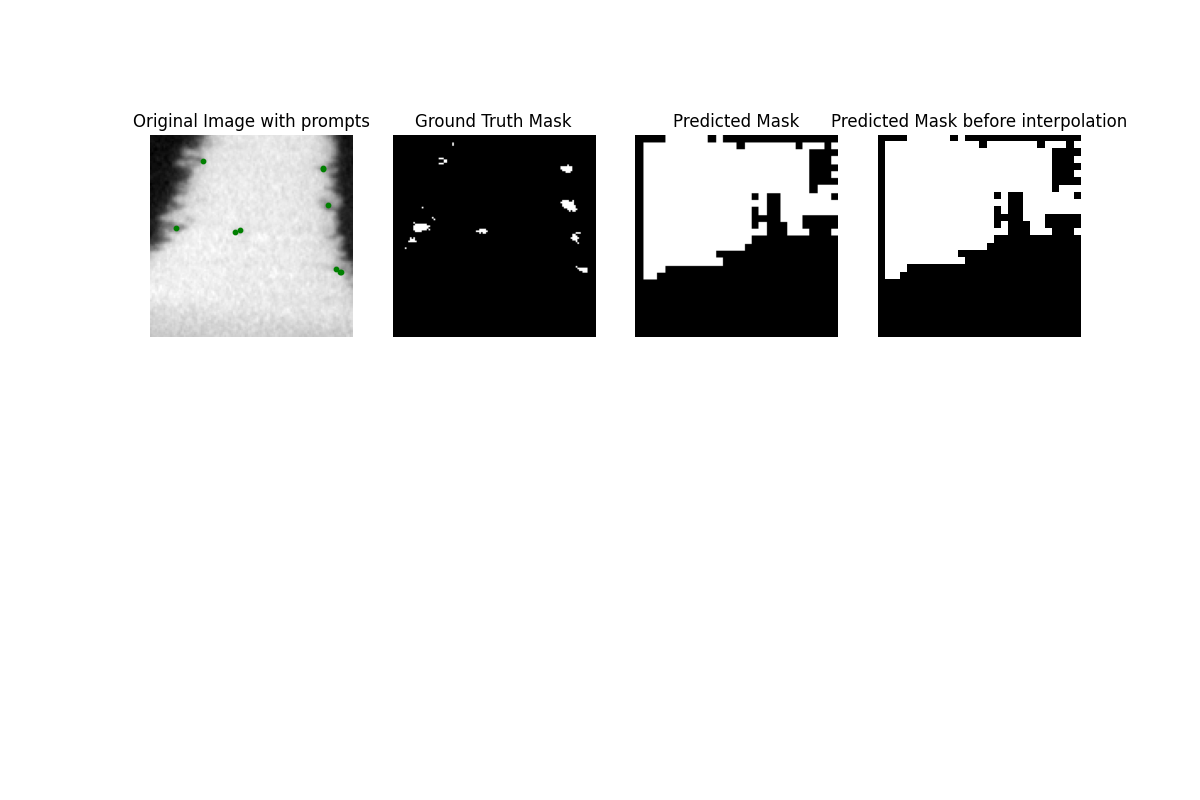 Original Image with prompts
Ground Truth Mask
Predicted Mask
Predicted Mask before interpolation